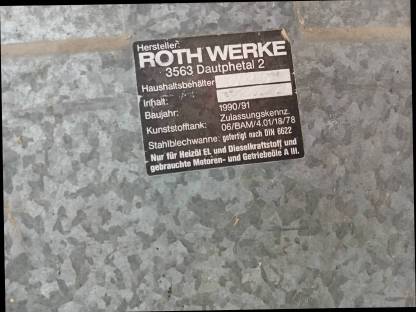 Hersteller:
ROTH WERKE
3563 Dautphetal 2
Haushaltsbehälter
Inhalt:
Baujahr: 1990/91
Kunststofftank: Zulassungskennz.
06/BAM/4.01/18/78
Stahlblechwanne: gefertigt nach DIN 6622
Nur für Heizöl EL und Dieselkraftstoff und
gebrauchte Motoren- und Getriebeöle A III.